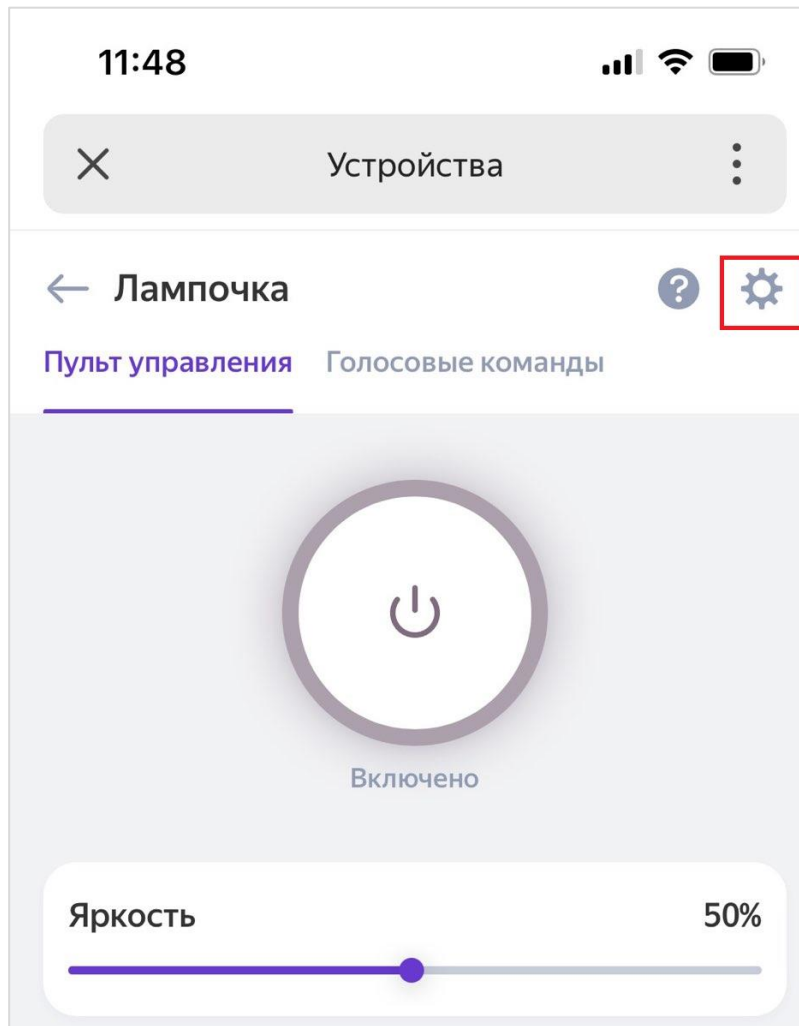 11:48
Устройства
Лампочка
?
Пульт управления Голосовые команды
Включено
Яркость 50%